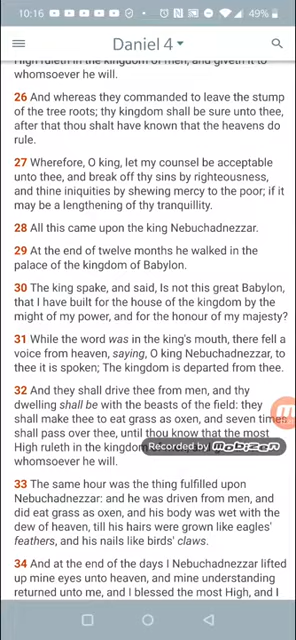 10:16
49%
Daniel 4
High ruleth in the kingdom of men, and giveth it to
whomsoever he will.
26 And whereas they commanded to leave the stump
of the tree roots; thy kingdom shall be sure unto thee,
after that thou shalt have known that the heavens do
rule.
27 Wherefore, O king, let my counsel be acceptable
unto thee, and break off thy sins by righteousness,
and thine iniquities by shewing mercy to the poor; if it
may be a lengthening of thy tranquillity.
28 All this came upon the king Nebuchadnezzar.
29 At the end of twelve months he walked in the
palace of the kingdom of Babylon.
30 The king spake, and said, Is not this great Babylon,
that I have built for the house of the kingdom by the
might of my power, and for the honour of my majesty?
31 While the word was in the king's mouth, there fell a
voice from heaven, saying, O king Nebuchadnezzar, to
thee it is spoken; The kingdom is departed from thee.
32 And they shall drive thee from men, and thy
dwelling shall be with the beasts of the field: they
shall make thee to eat grass as oxen, and seven times
shall pass over thee, until thou know that the most
High ruleth in the kingdom
Recorded by Mobizen
whomsoever he will.
33 The same hour was the thing fulfilled upon
Nebuchadnezzar: and he was driven from men, and
did eat grass as oxen, and his body was wet with the
dew of heaven, till his hairs were grown like eagles'
feathers, and his nails like birds' claws.
34 And at the end of the days I Nebuchadnezzar lifted
up mine eyes unto heaven, and mine understanding
returned unto me, and I blessed the most High, and I